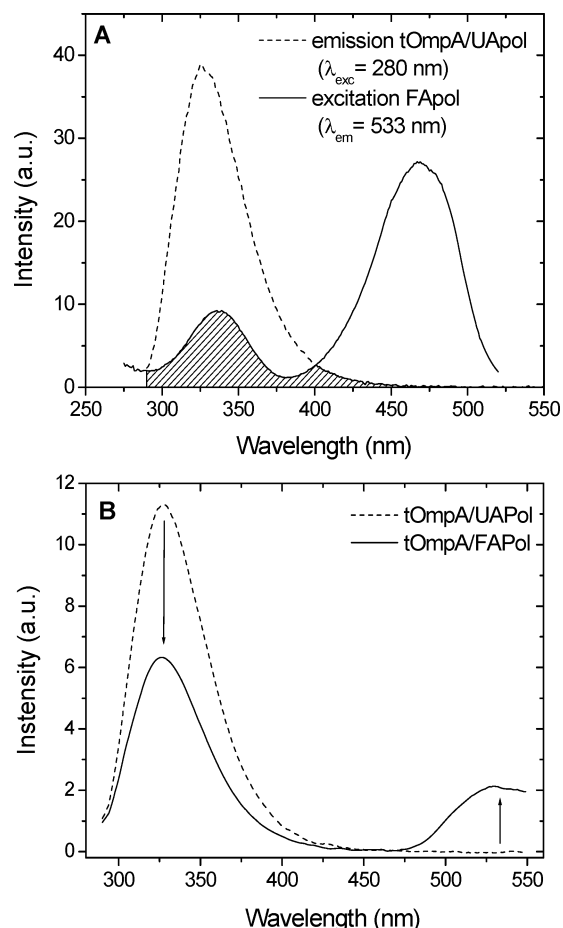 A
emission tOmpA/UApol
(λexc= 280 nm)
excitation FApol
(λem= 533 nm)
40
30
20
10
0
Intensity (a.u.)
250 300 350 400 450 500 550
Wavelength (nm)
B
tOmpA/UAPol
tOmpA/FAPol
12
10
8
6
4
2
0
Instensity (a.u.)
300 350 400 450 500 550
Wavelength (nm)